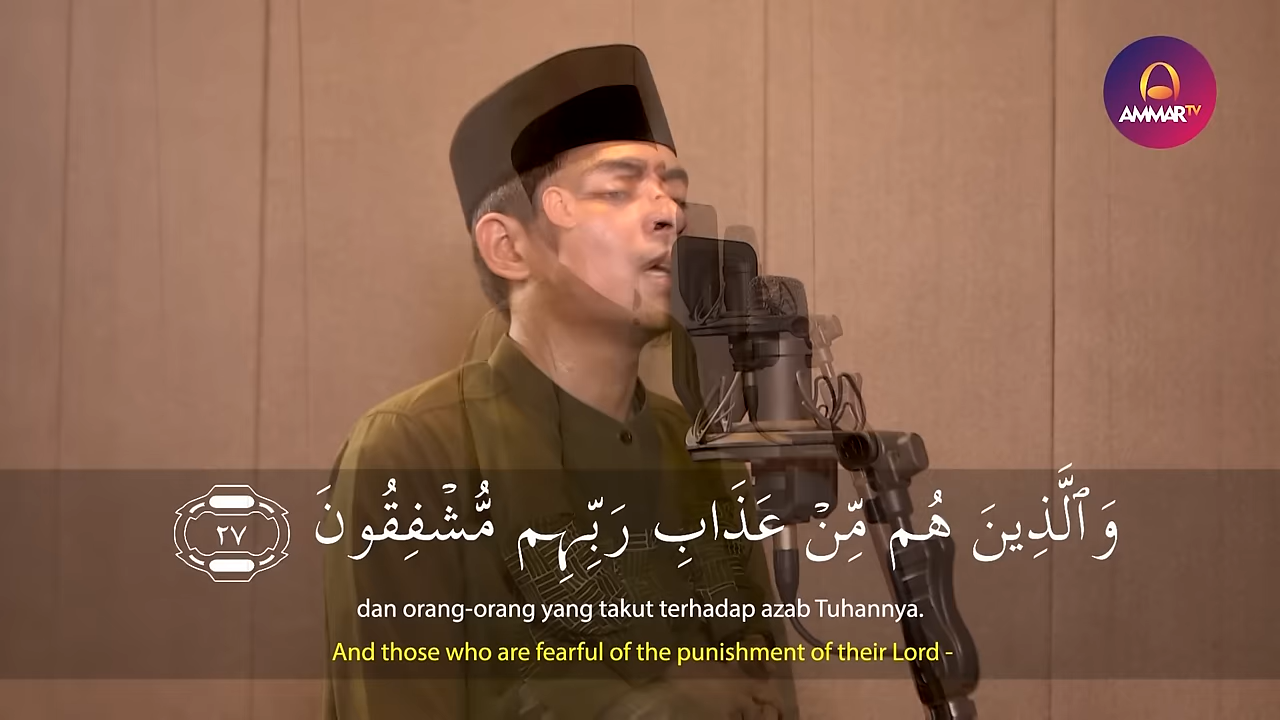 AMMARTV
وَٱلَّذِينَ هُم مِّنْ عَذَابِ رَبِّهِم مُّشْفِقُونَ ٢٧
dan orang-orang yang takut terhadap azab Tuhannya.
And those who are fearful of the punishment of their Lord -